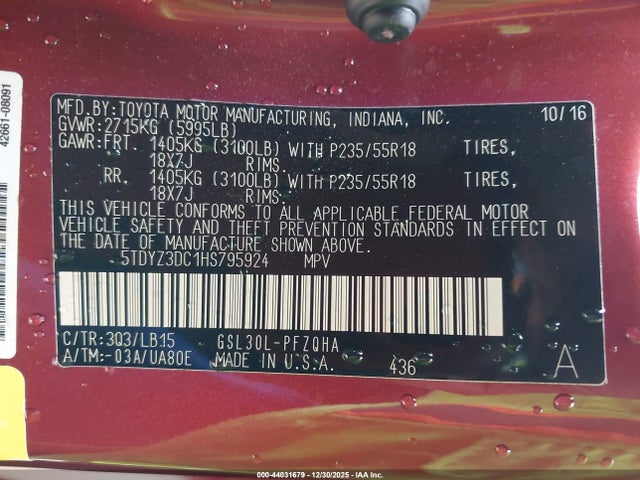 42661-08091
MFD.BY:TOYOTA MOTOR MANUFACTURING, INDIANA, INC. 10/16
GVWR:2715KG (5995LB)
GAWR:FRT. 1405KG (3100LB) WITH P235/55R18 TIRES,
18X7J RIMS
RR. 1405KG (3100LB) WITH P235/55R18 TIRES,
18X7J RIMS
THIS VEHICLE CONFORMS TO ALL APPLICABLE FEDERAL MOTOR
VEHICLE SAFETY AND THEFT PREVENTION STANDARDS IN EFFECT ON
THE DATE OF MANUFACTURE SHOWN ABOVE.
5TDYZ3DC1HS795924 MPV
C/TR:3Q3/LB15 GSL30L-PFZQHA
A/TM:-03A/UA80E MADE IN U.S.A. 436 A
000-44031679 - 12/30/2025 - IAA Inc.